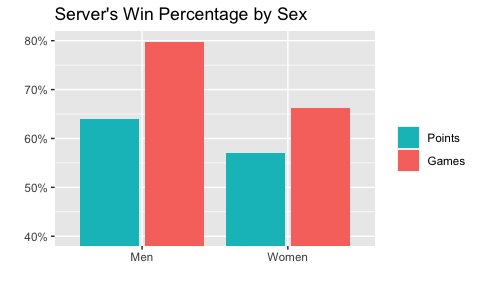 Server's Win Percentage by Sex
80%
70%
60%
50%
40%
Men
Women
Points
Games